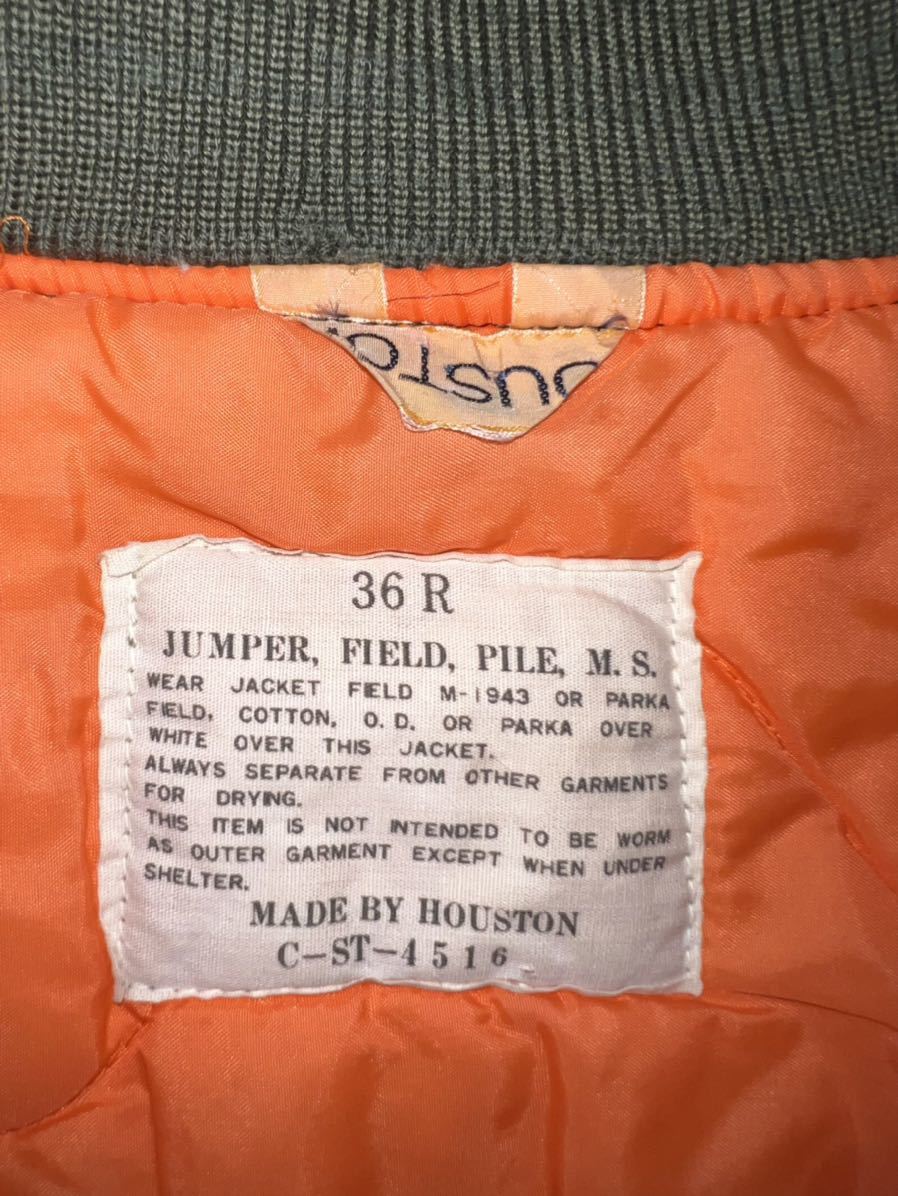 USTO
36 R
JUMPER, FIELD, PILE, M. S.
WEAR JACKET FIELD M-1943 OR PARKA
FIELD, COTTON, O. D. OR PARKA OVER
WHITE OVER THIS JACKET.
ALWAYS SEPARATE FROM OTHER GARMENTS
FOR DRYING.
THIS ITEM IS NOT INTENDED TO BE WORM
AS OUTER GARMENT EXCEPT WHEN UNDER
SHELTER.
MADE BY HOUSTON
C-ST-4516